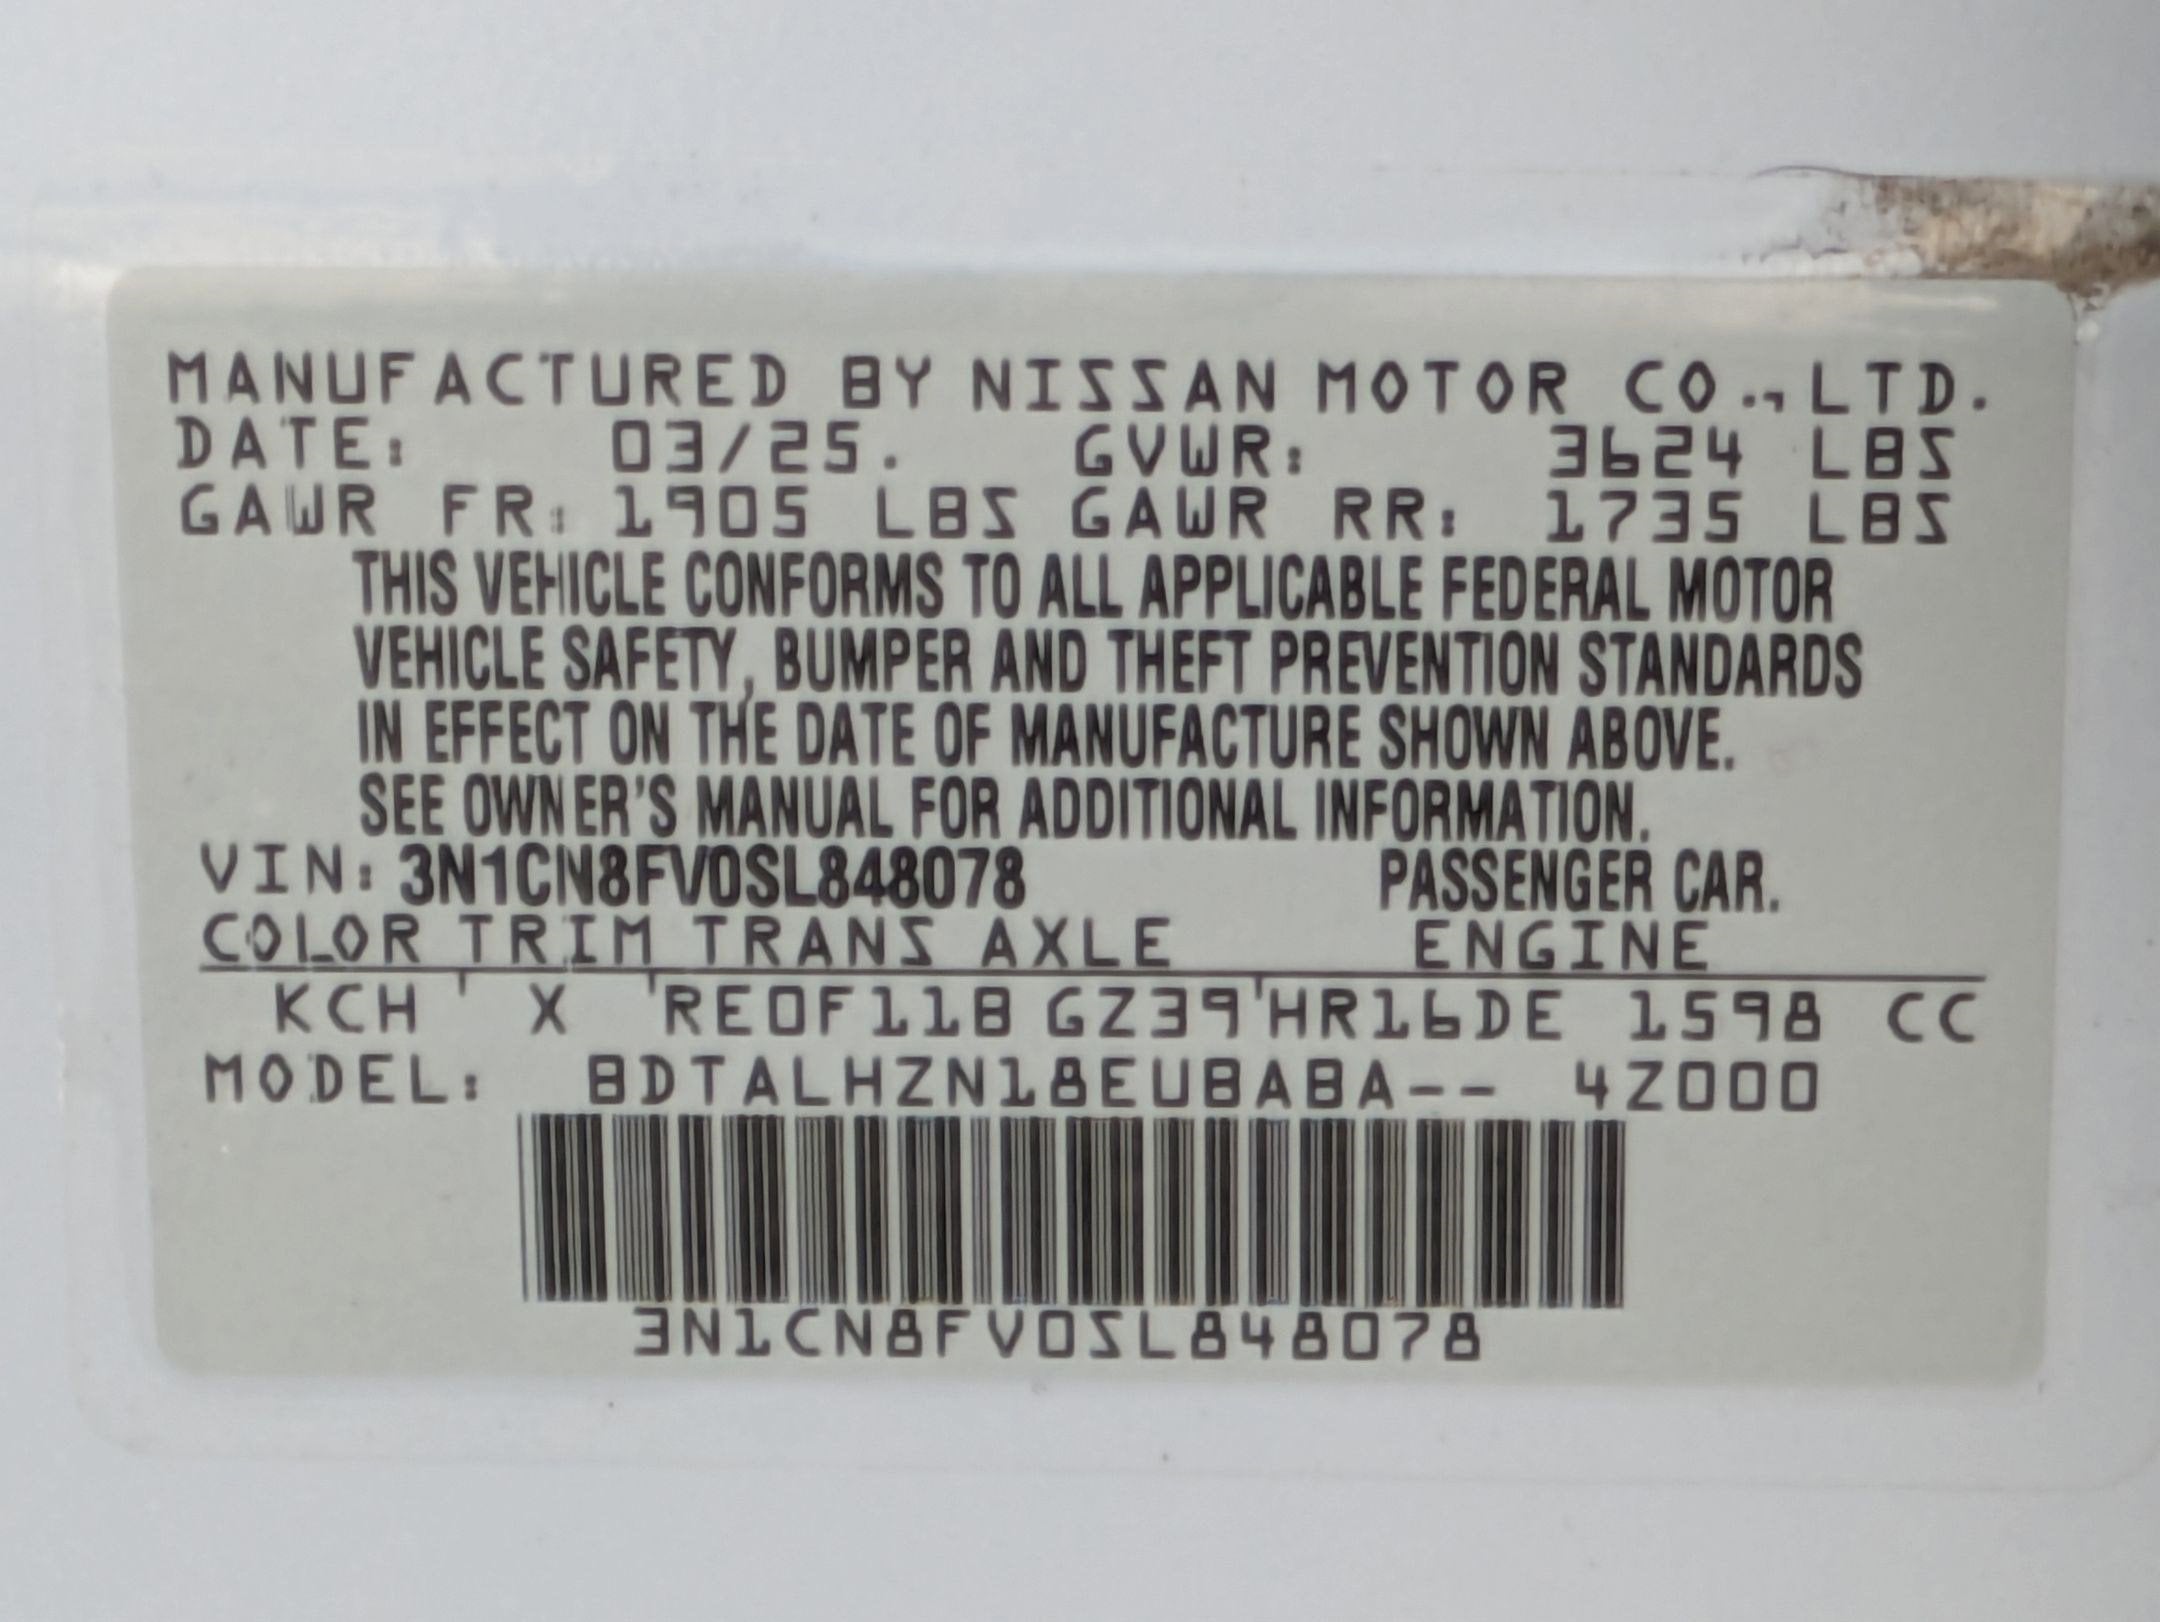 MANUFACTURED BY NISSAN MOTOR CO.,LTD.
DATE: 03/25. GVWR: 3624 LBS
GAWR FR: 1905 LBS GAWR RR: 1735 LBS
THIS VEHICLE CONFORMS TO ALL APPLICABLE FEDERAL MOTOR
VEHICLE SAFETY, BUMPER AND THEFT PREVENTION STANDARDS
IN EFFECT ON THE DATE OF MANUFACTURE SHOWN ABOVE.
SEE OWNER'S MANUAL FOR ADDITIONAL INFORMATION.
VIN: 3N1CN8FV0SL848078 PASSENGER CAR.
COLOR TRIM TRANS AXLE ENGINE
KCH X RE0F11B GZ39 HR16DE 1598 CC
MODEL: BDTALHZN18EUBABA-- 4Z000
3N1CN8FV0SL848078